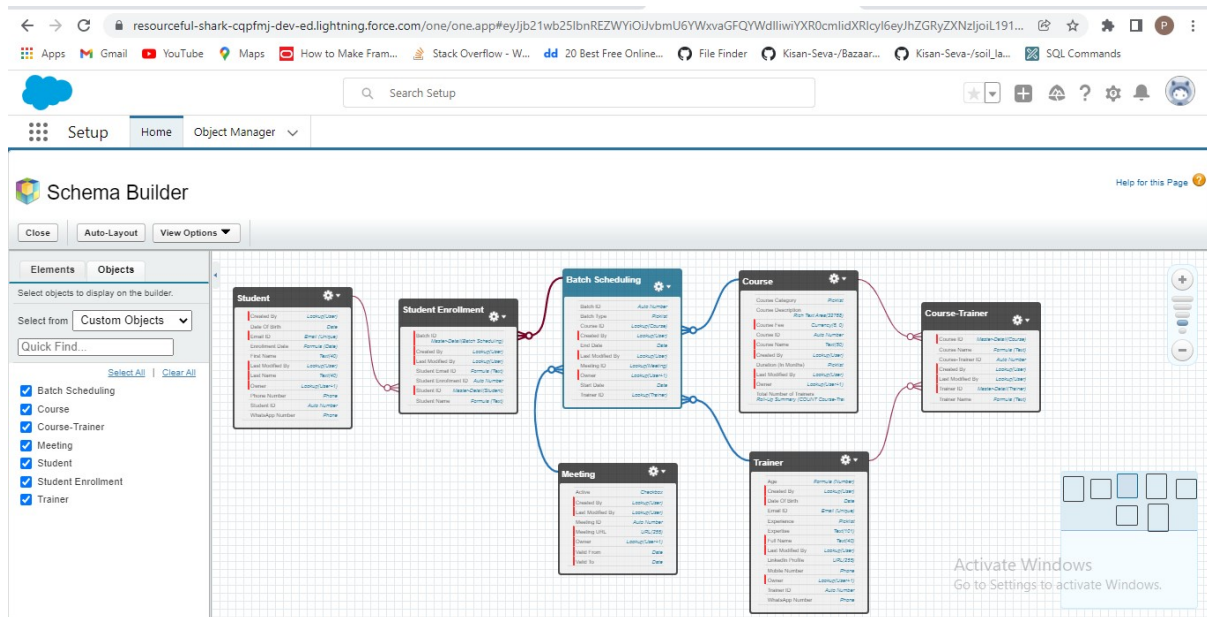 resourceful-shark-cqpfmj-dev-ed.lightning.force.com/one/one.app#eyJjb21wb25lbnREZWYiOiJvbmU6YWxvaGFQYWdlIiwiYXR0cmlidXRlcyI6eyJhZGRyZXNzIjoiL191...
P
Apps Gmail YouTube Maps How to Make Fram... Stack Overflow - W... dd 20 Best Free Online... File Finder Kisan-Seva-/Bazaar... Kisan-Seva-/soil_la... SQL Commands
Search Setup
Setup Home Object Manager
Schema Builder
Help for this Page
Close Auto-Layout View Options
Elements Objects
Select objects to display on the builder.
Select from Custom Objects
Quick Find...
Select All | Clear All
Batch Scheduling
Course
Course-Trainer
Meeting
Student
Student Enrollment
Trainer
Student
Created By Lookup(User)
Date Of Birth Date
Email ID Email (Unique)
Enrollment Date Formula (Date)
First Name Text(40)
Last Modified By Lookup(User)
Last Name Text(40)
Owner Lookup(User+1)
Phone Number Phone
Student ID Auto Number
WhatsApp Number Phone
Student Enrollment
Batch ID
Master-Detail(Batch Scheduling)
Created By Lookup(User)
Last Modified By Lookup(User)
Student Email ID Formula (Text)
Student Enrollment ID Auto Number
Student ID Master-Detail(Student)
Student Name Formula (Text)
Batch Scheduling
Batch ID Auto Number
Batch Type Picklist
Course ID Lookup(Course)
Created By Lookup(User)
End Date Date
Last Modified By Lookup(User)
Meeting ID Lookup(Meeting)
Owner Lookup(User+1)
Start Date Date
Trainer ID Lookup(Trainer)
Course
Course Category Picklist
Course Description
Rich Text Area(32768)
Course Fee Currency(6, 0)
Course ID Auto Number
Course Name Text(50)
Created By Lookup(User)
Duration (In Months) Picklist
Last Modified By Lookup(User)
Owner Lookup(User+1)
Total Number of Trainers
Roll-Up Summary (COUNT Course-Trai
Course-Trainer
Course ID Master-Detail(Course)
Course Name Formula (Text)
Course-Trainer ID Auto Number
Created By Lookup(User)
Last Modified By Lookup(User)
Trainer ID Master-Detail(Trainer)
Trainer Name Formula (Text)
Meeting
Active Checkbox
Created By Lookup(User)
Last Modified By Lookup(User)
Meeting ID Auto Number
Meeting URL URL(255)
Owner Lookup(User+1)
Valid From Date
Valid To Date
Trainer
Age Formula (Number)
Created By Lookup(User)
Date Of Birth Date
Email ID Email (Unique)
Experience Picklist
Expertise Text(101)
Full Name Text(40)
Last Modified By Lookup(User)
LinkedIn Profile URL(255)
Mobile Number Phone
Owner Lookup(User+1)
Trainer ID Auto Number
WhatsApp Number Phone
Activate Windows
Go to Settings to activate Windows.